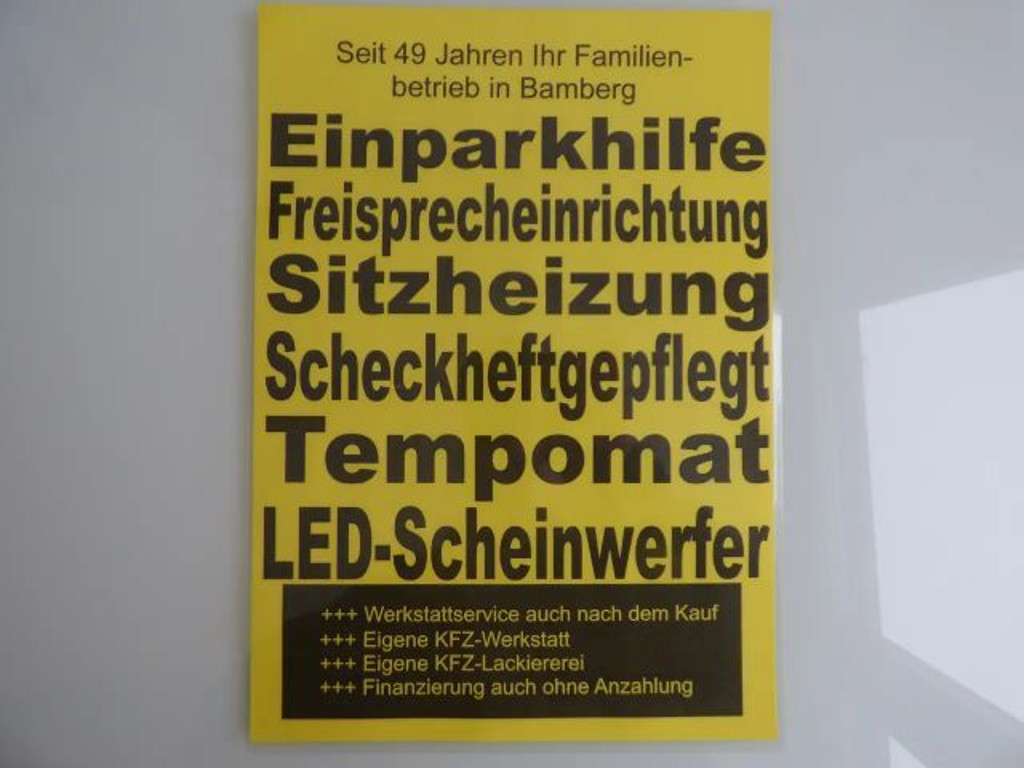 Seit 49 Jahren Ihr Familien-
betrieb in Bamberg
Einparkhilfe
Freisprecheinrichtung
Sitzheizung
Scheckheftgepflegt
Tempomat
LED-Scheinwerfer
+++ Werkstattservice auch nach dem Kauf
+++ Eigene KFZ-Werkstatt
+++ Eigene KFZ-Lackiererei
+++ Finanzierung auch ohne Anzahlung